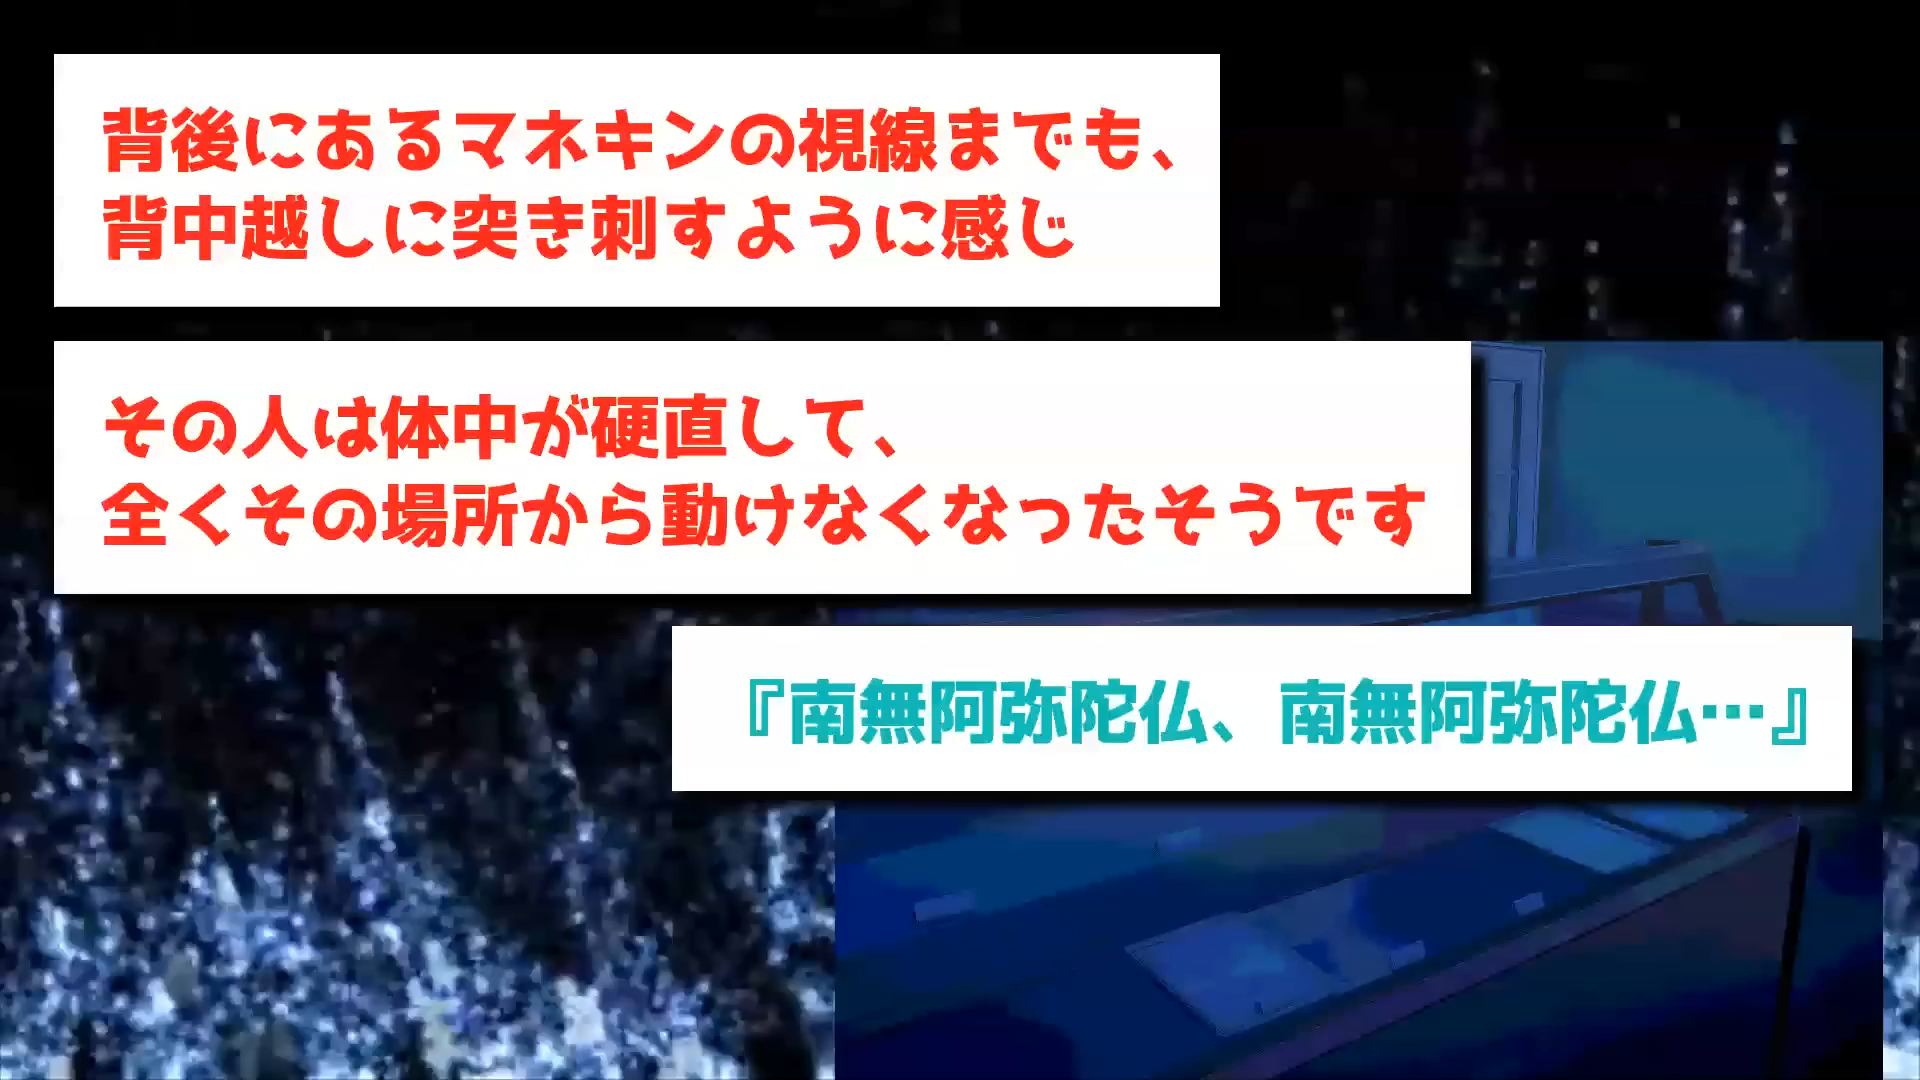 背後にあるマネキンの視線までも、
背中越しに突き刺すように感じ
その人は体中が硬直して、
全くその場所から動けなくなったそうです
『南無阿弥陀仏、南無阿弥陀仏…』